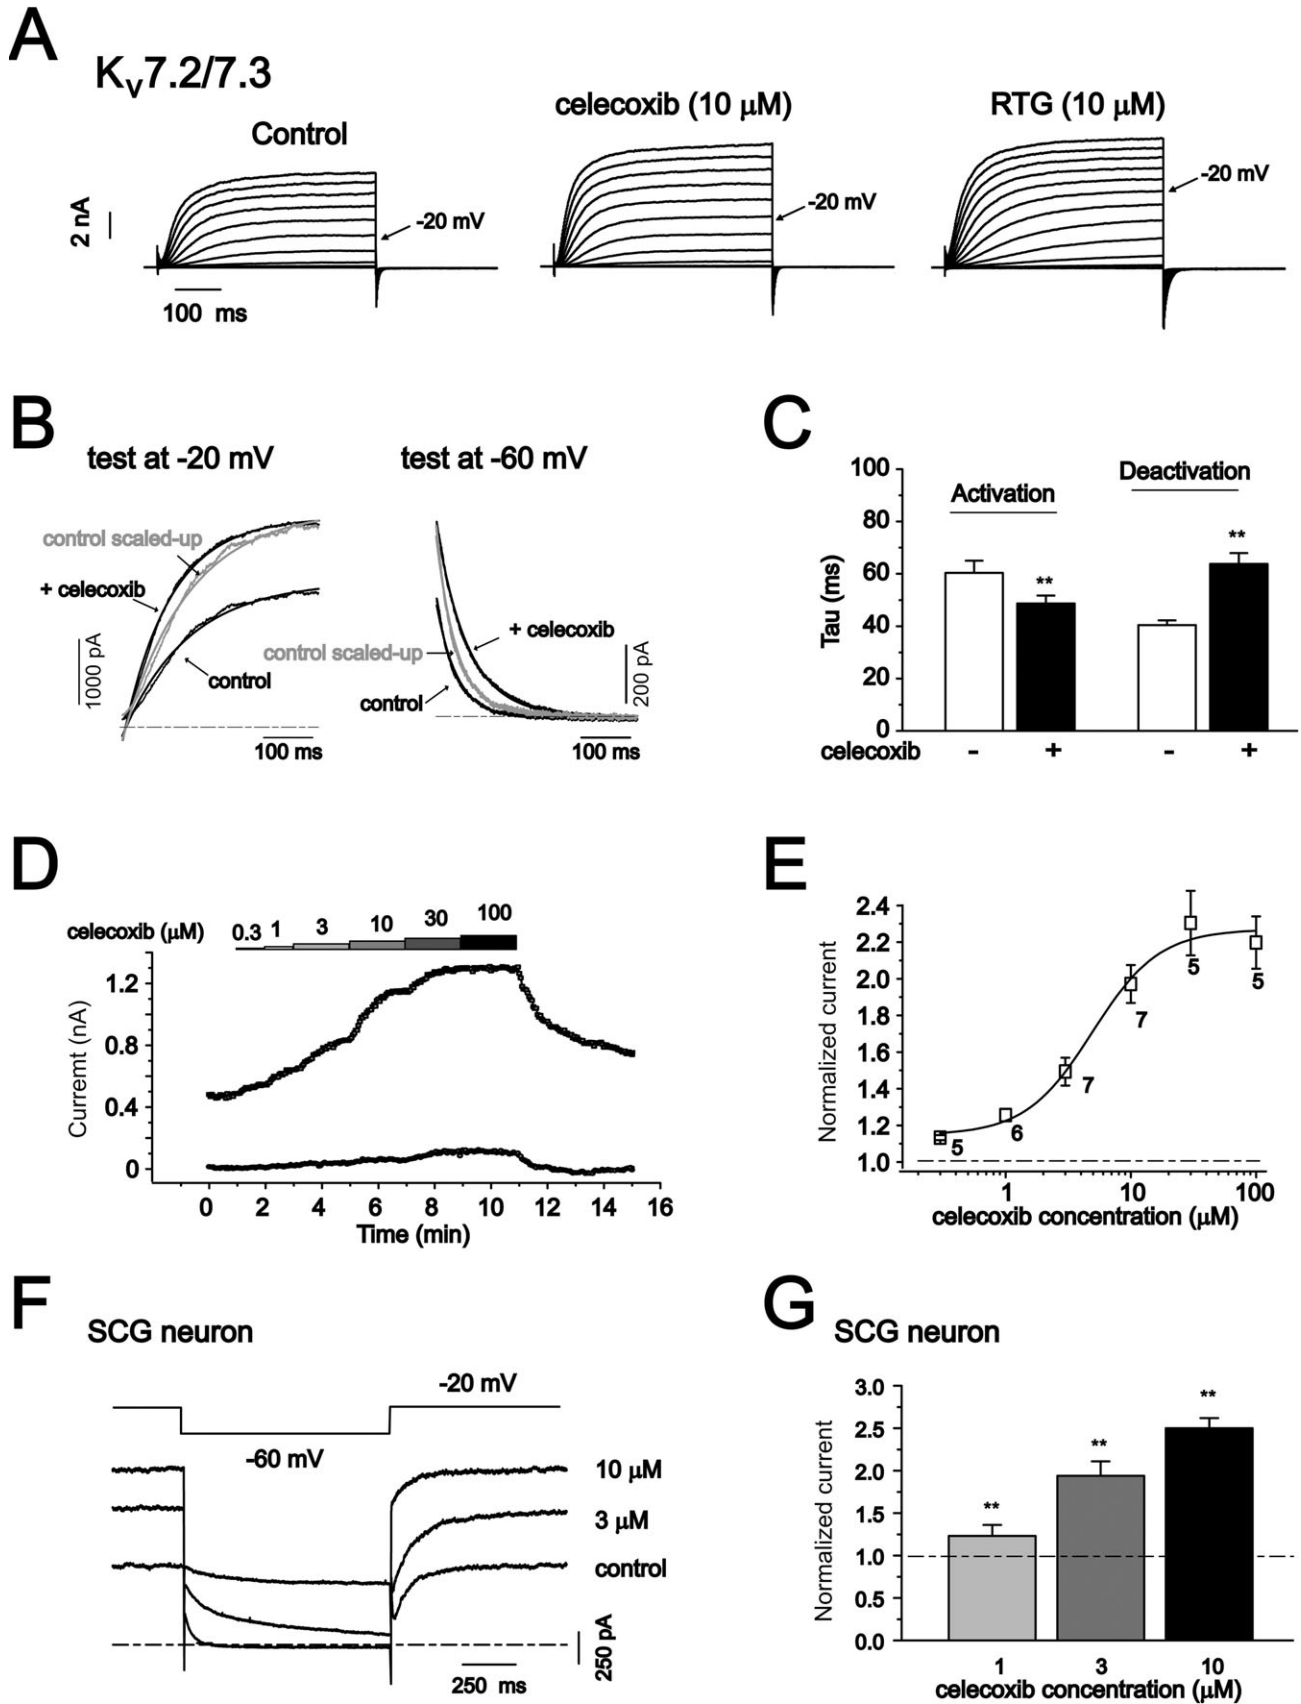 A
Kv7.2/7.3
Control
celecoxib (10 μM)
RTG (10 μM)
2 nA
-20 mV
-20 mV
-20 mV
100 ms
B
test at -20 mV
test at -60 mV
control scaled-up
+ celecoxib
control
1000 pA
100 ms
+ celecoxib
control scaled-up
control
200 pA
100 ms
C
Tau (ms)
100
80
60
40
20
0
Activation
Deactivation
**
**
celecoxib - + - +
D
celecoxib (μM)
0.3 1 3 10 30 100
Curremt (nA)
1.2
0.8
0.4
0
0 2 4 6 8 10 12 14 16
Time (min)
E
Normalized current
2.4
2.2
2.0
1.8
1.6
1.4
1.2
1.0
5
6
7
7
5
5
1 10 100
celecoxib concentration (μM)
F
SCG neuron
-20 mV
-60 mV
10 μM
3 μM
control
250 pA
250 ms
G
SCG neuron
Normalized current
3.0
2.5
2.0
1.5
1.0
0.5
0.0
**
**
**
1 3 10
celecoxib concentration (μM)